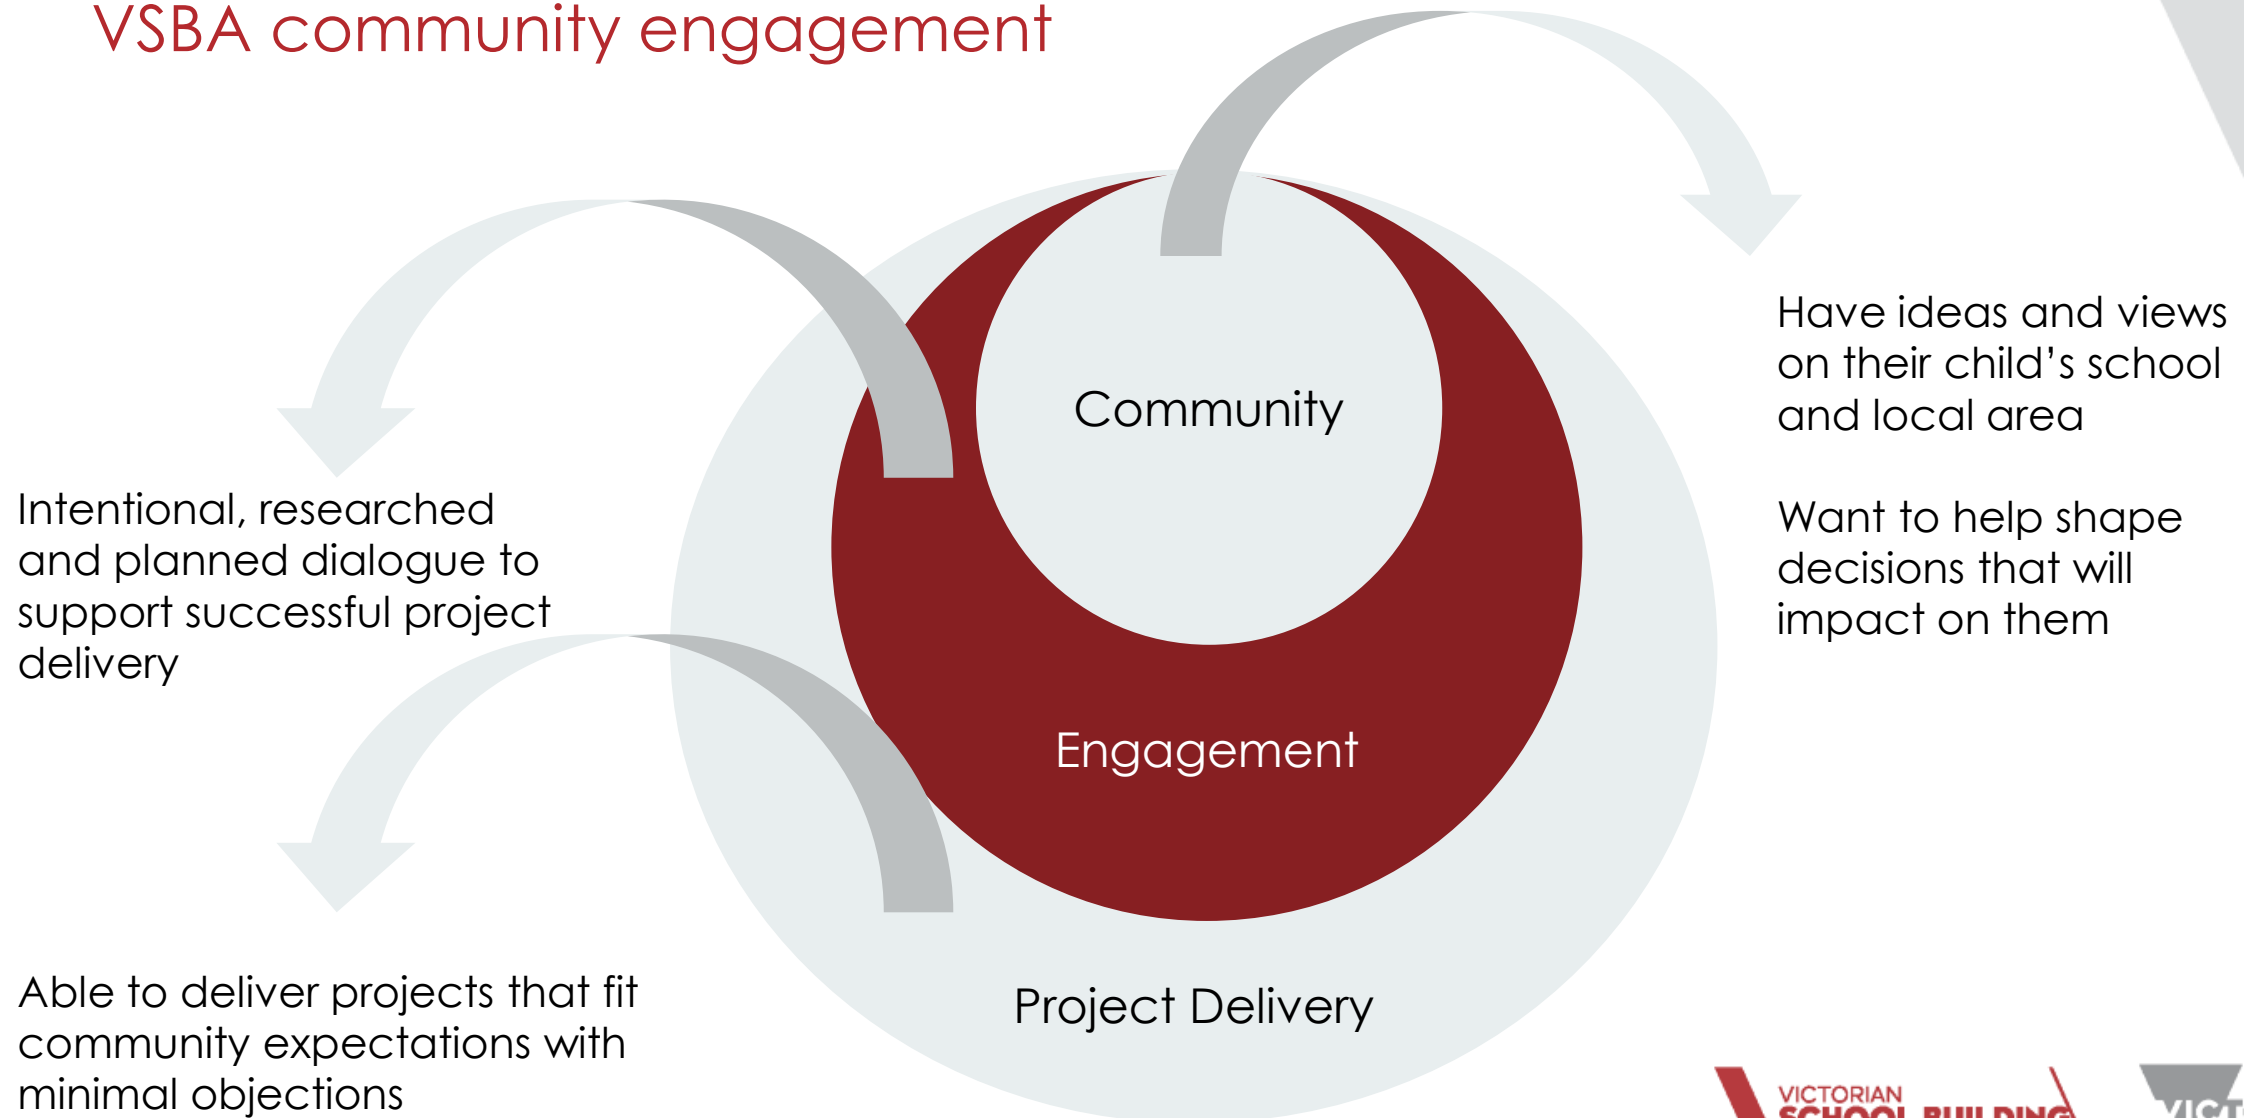 VSBA community engagement
Community
Engagement
Project Delivery
Have ideas and views
on their child’s school
and local area
Want to help shape
decisions that will
impact on them
Intentional, researched
and planned dialogue to
support successful project
delivery
Able to deliver projects that fit
community expectations with
minimal objections
VICTORIAN
SCHOOL BUILDING